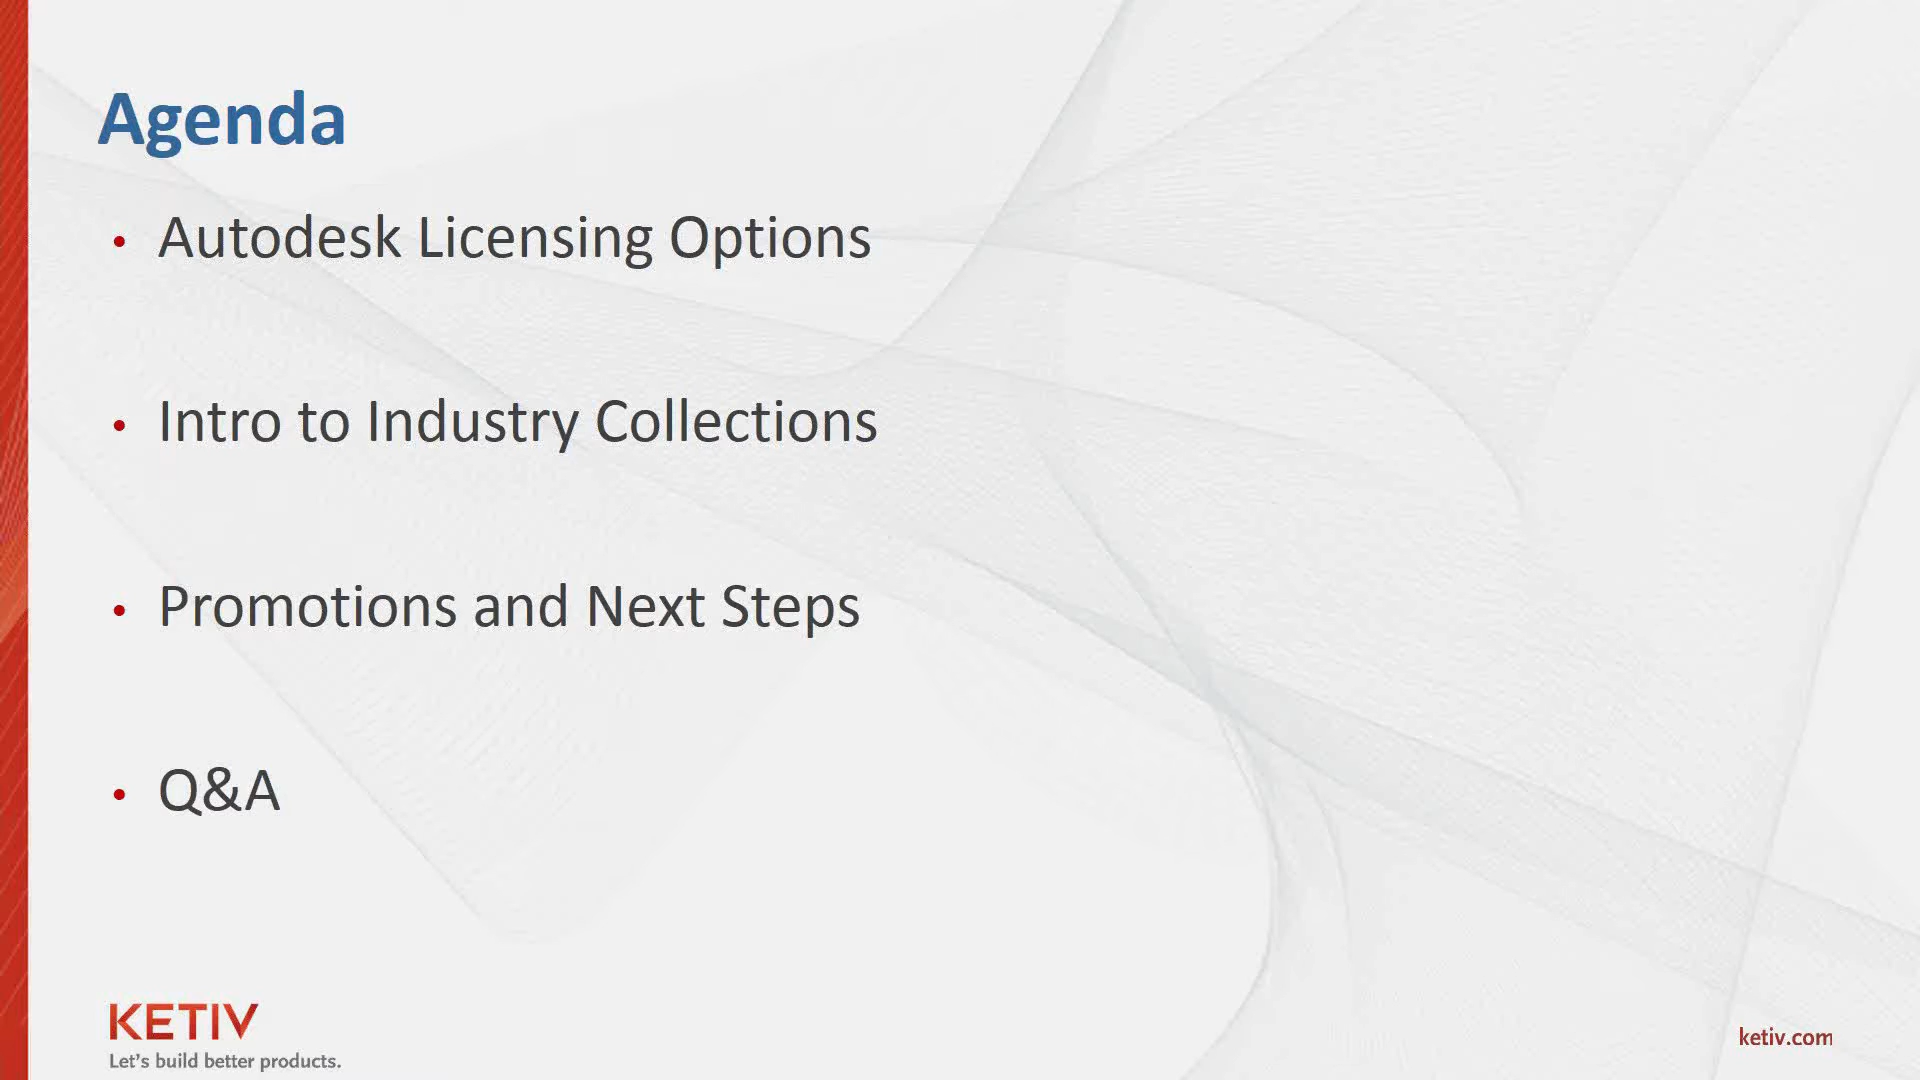 Agenda
• Autodesk Licensing Options
• Intro to Industry Collections
• Promotions and Next Steps
• Q&A
KETIV
Let's build better products.
ketiv.com